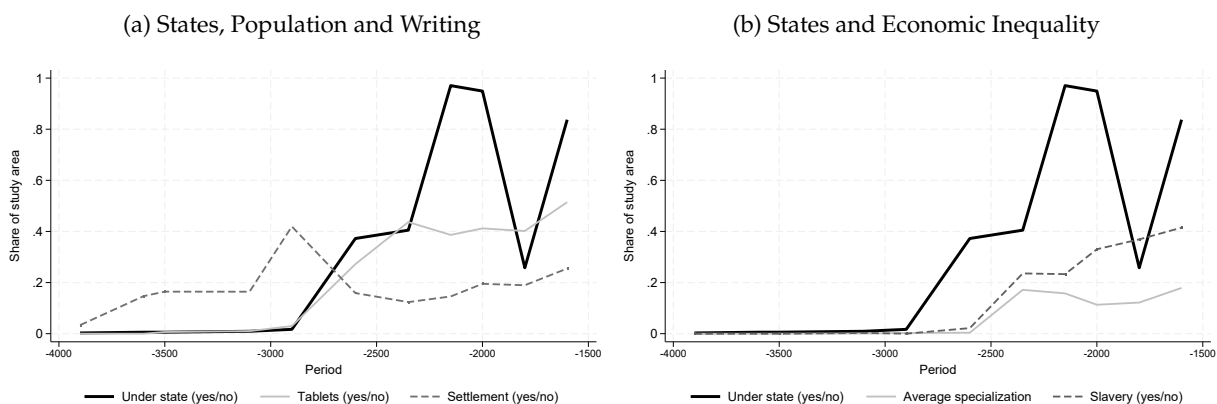 (a) States, Population and Writing
Share of study area
1
.8
.6
.4
.2
0
-4000
-3500
-3000
-2500
-2000
-1500
Period
Under state (yes/no)
Tablets (yes/no)
Settlement (yes/no)
(b) States and Economic Inequality
Share of study area
1
.8
.6
.4
.2
0
-4000
-3500
-3000
-2500
-2000
-1500
Period
Under state (yes/no)
Average specialization
Slavery (yes/no)